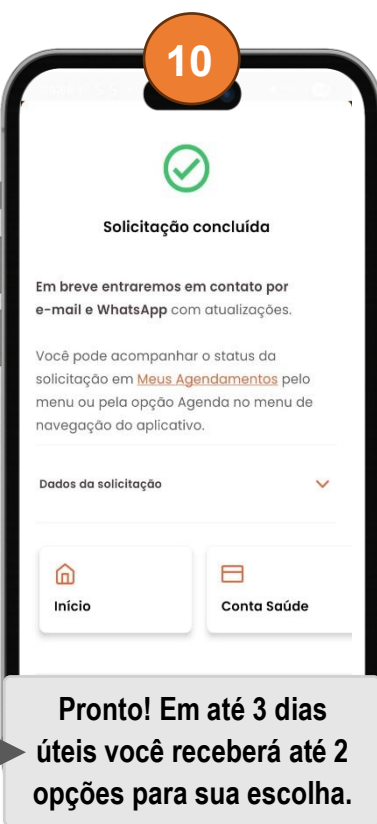 10
Solicitação concluída
Em breve entraremos em contato por
e-mail e WhatsApp com atualizações.
Você pode acompanhar o status da
solicitação em Meus Agendamentos pelo
menu ou pela opção Agenda no menu de
navegação do aplicativo.
Dados da solicitação
Início
Conta Saúde
Pronto! Em até 3 dias
úteis você receberá até 2
opções para sua escolha.